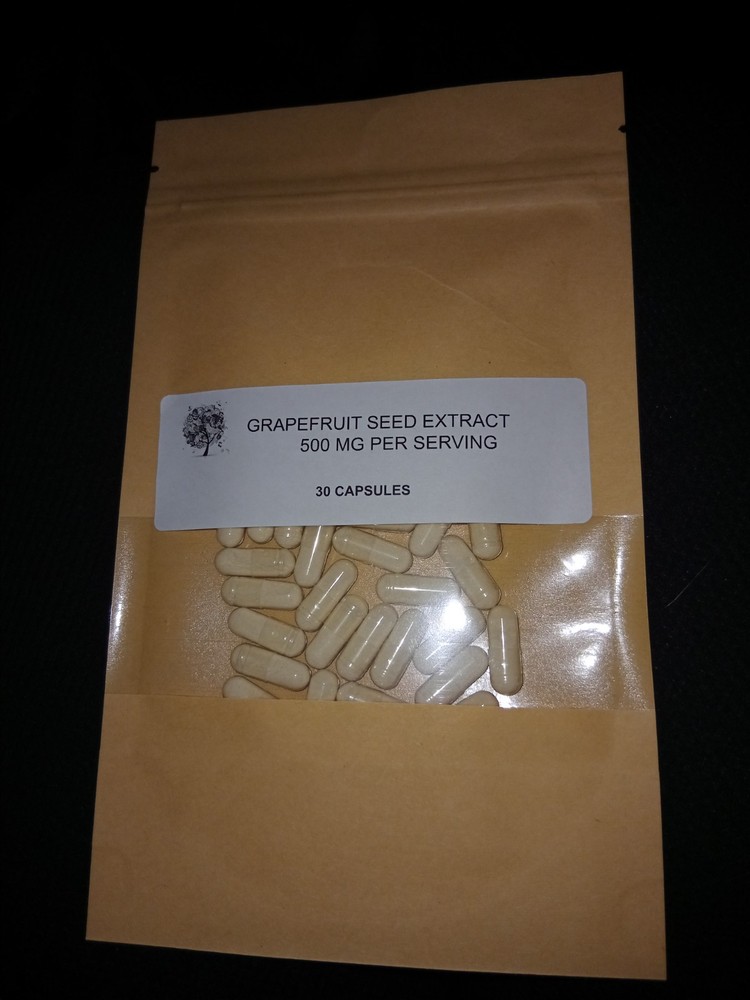 GRAPEFRUIT SEED EXTRACT
500 MG PER SERVING
30 CAPSULES